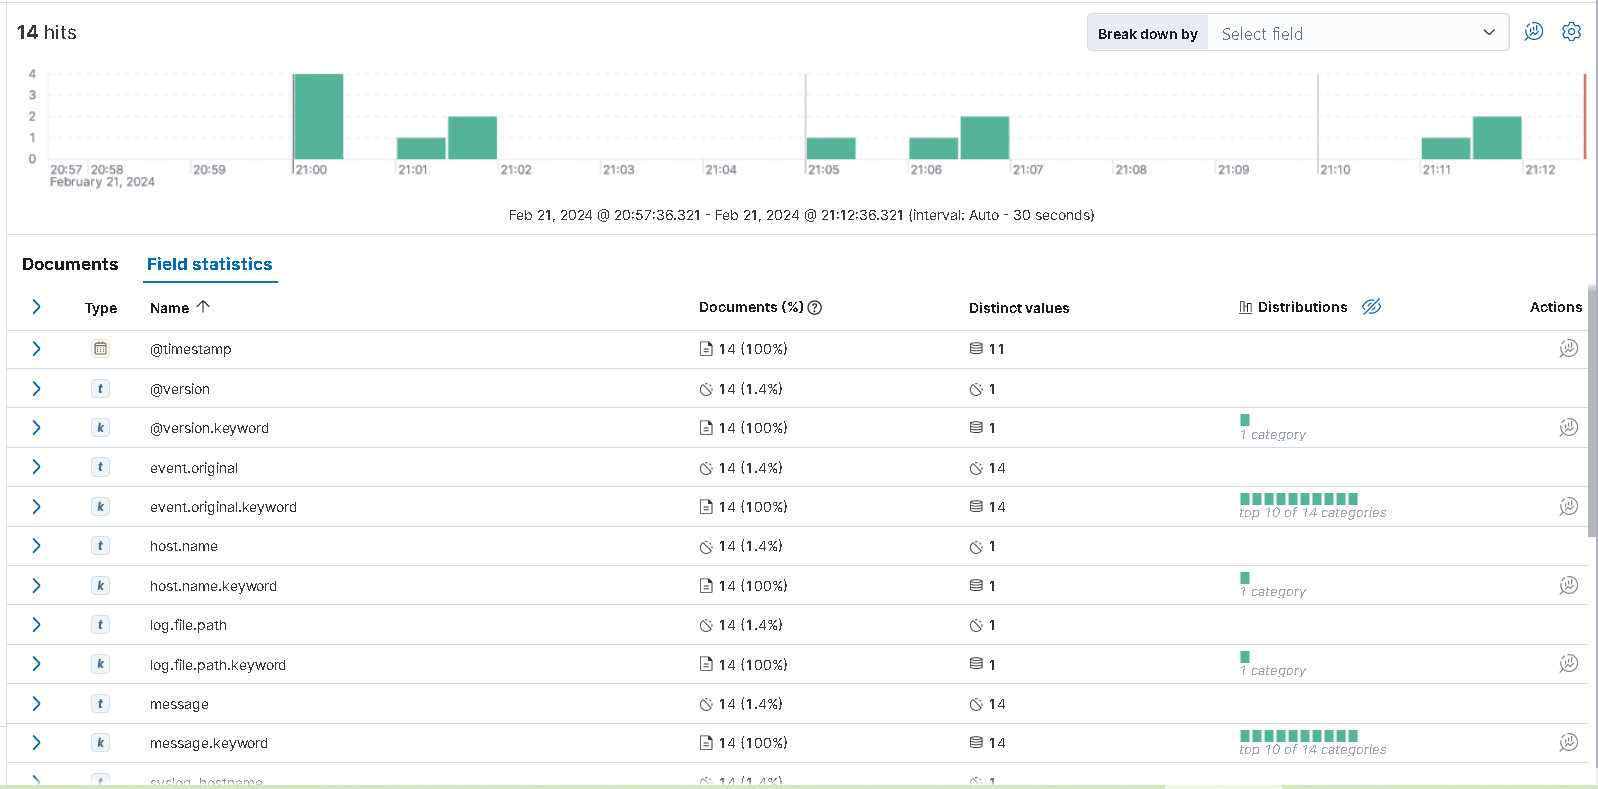 14 hits
Break down by Select field
4
3
2
1
0
20:57 20:58 20:59 21:00 21:01 21:02 21:03 21:04 21:05 21:06 21:07 21:08 21:09 21:10 21:11 21:12
February 21, 2024
Feb 21, 2024 @ 20:57:36.321 - Feb 21, 2024 @ 21:12:36.321 (interval: Auto - 30 seconds)
Documents Field statistics
Type Name Documents (%) Distinct values Distributions Actions
@timestamp 14 (100%) 11
t @version 14 (1.4%) 1
k @version.keyword 14 (100%) 1
1 category
t event.original 14 (1.4%) 14
k event.original.keyword 14 (100%) 14
top 10 of 14 categories
t host.name 14 (1.4%) 1
k host.name.keyword 14 (100%) 1
1 category
t log.file.path 14 (1.4%) 1
k log.file.path.keyword 14 (100%) 1
1 category
t message 14 (1.4%) 14
k message.keyword 14 (100%) 14
top 10 of 14 categories
t syslog_hostname 14 (1.4%) 1